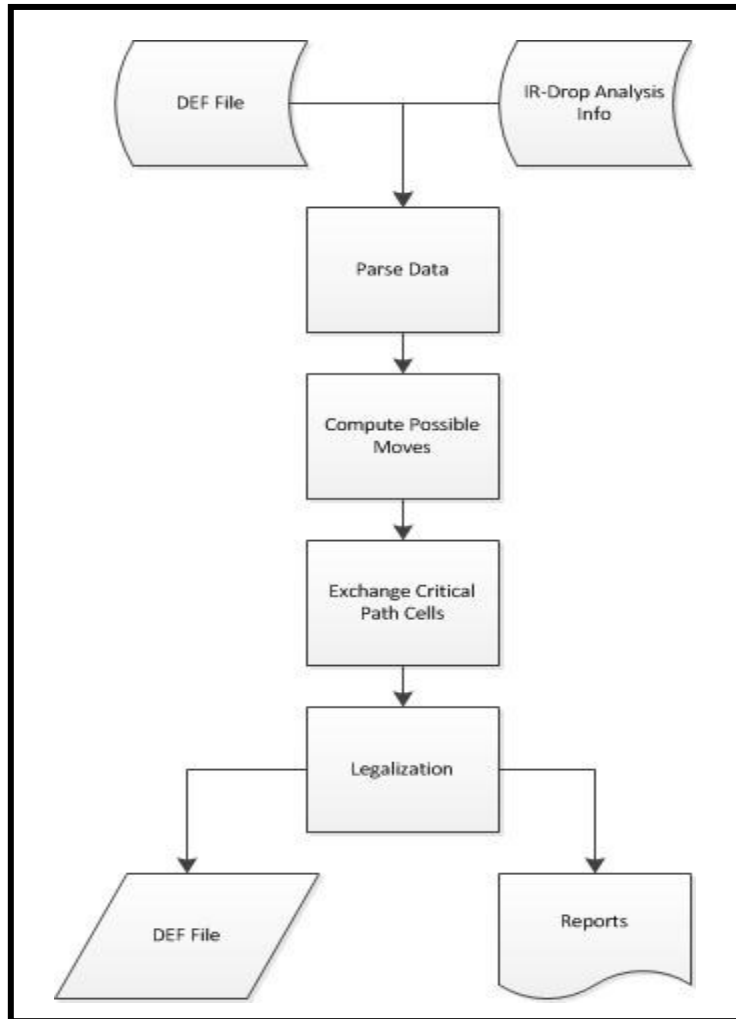 DEF File
IR-Drop Analysis
Info
Parse Data
Compute Possible
Moves
Exchange Critical
Path Cells
Legalization
DEF File
Reports